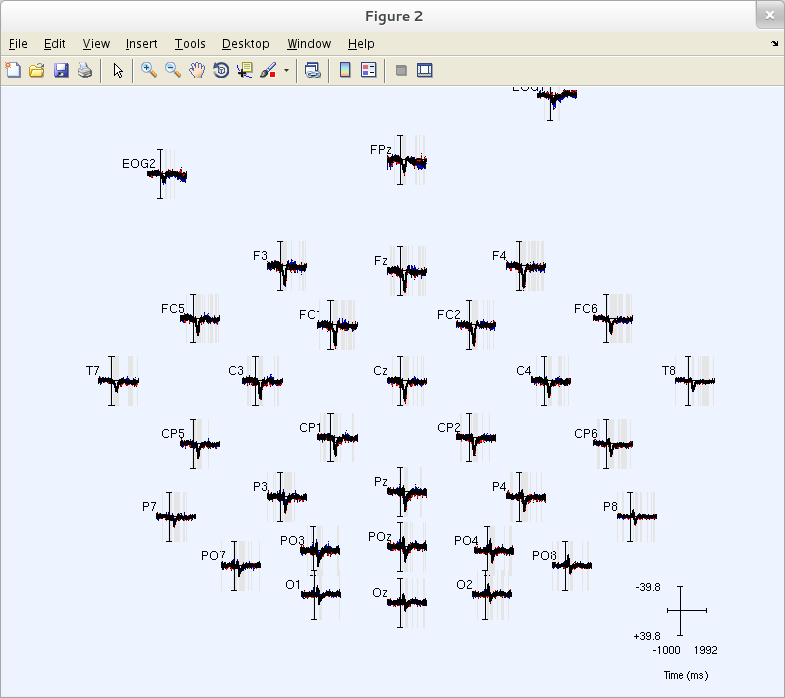 Figure 2
File Edit View Insert Tools Desktop Window Help
EOG1
FPz
EOG2
F3 Fz F4
FC5 FC1 FC2 FC6
T7 C3 Cz C4 T8
CP5 CP1 CP2 CP6
P7 P3 Pz P4 P8
PO7 PO3 POz PO4 PO8
O1 Oz O2
-39.8
+39.8
-1000 1992
Time (ms)